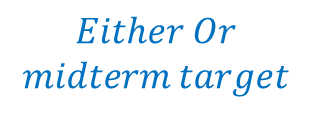 Either Or
midterm target